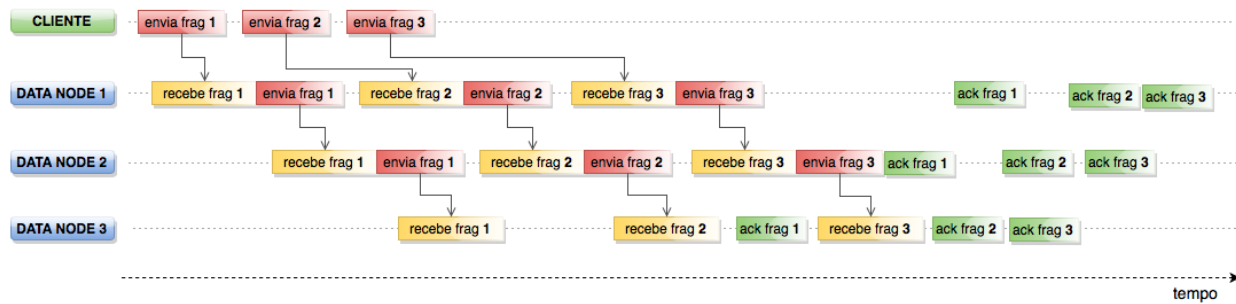 CLIENTE envia frag 1 envia frag 2 envia frag 3
DATA NODE 1 recebe frag 1 envia frag 1 recebe frag 2 envia frag 2 recebe frag 3 envia frag 3 ack frag 1 ack frag 2 ack frag 3
DATA NODE 2 recebe frag 1 envia frag 1 recebe frag 2 envia frag 2 recebe frag 3 envia frag 3 ack frag 1 ack frag 2 ack frag 3
DATA NODE 3 recebe frag 1 recebe frag 2 ack frag 1 recebe frag 3 ack frag 2 ack frag 3
tempo